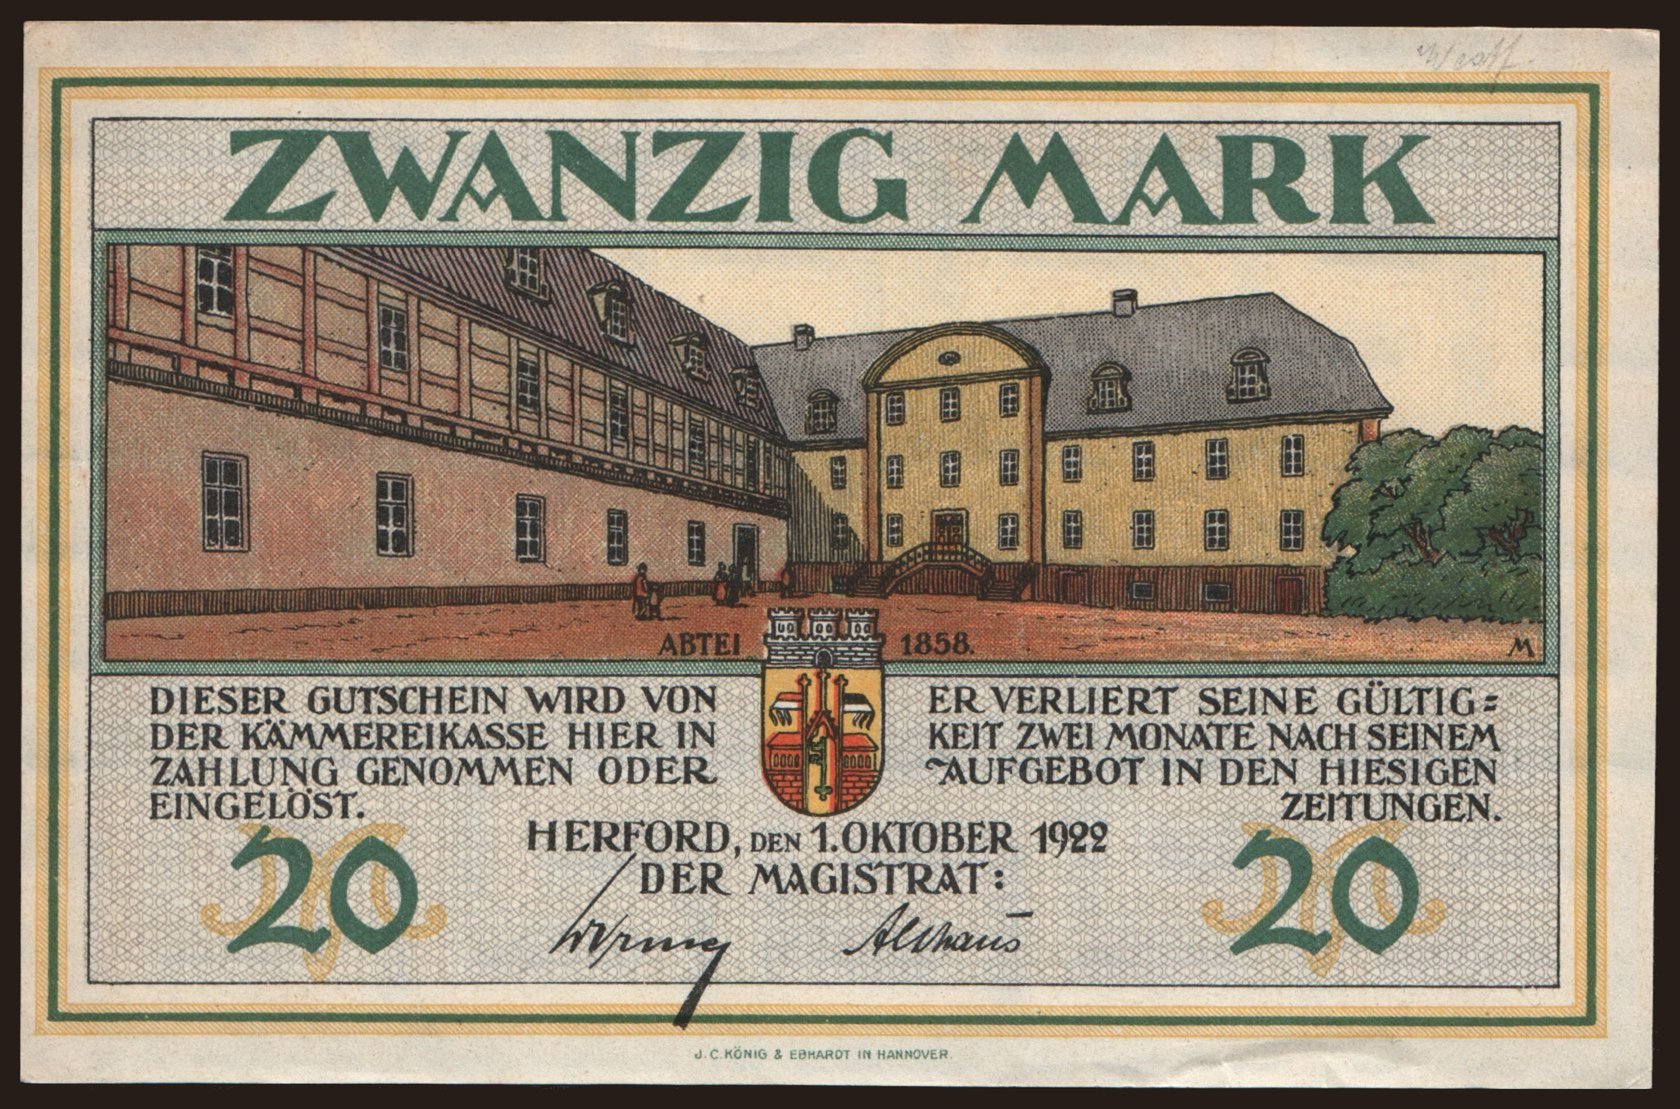 ZWANZIG MARK
ABTEI 1858. M
DIESER GUTSCHEIN WIRD VON
DER KÄMMEREIKASSE HIER IN
ZAHLUNG GENOMMEN ODER
EINGELÖST.
ER VERLIERT SEINE GÜLTIG=
KEIT ZWEI MONATE NACH SEINEM
AUFGEBOT IN DEN HIESIGEN
ZEITUNGEN.
HERFORD, DEN 1. OKTOBER 1922
DER MAGISTRAT:
20
20
Althaus
J.C.KÖNIG & EBHARDT IN HANNOVER.